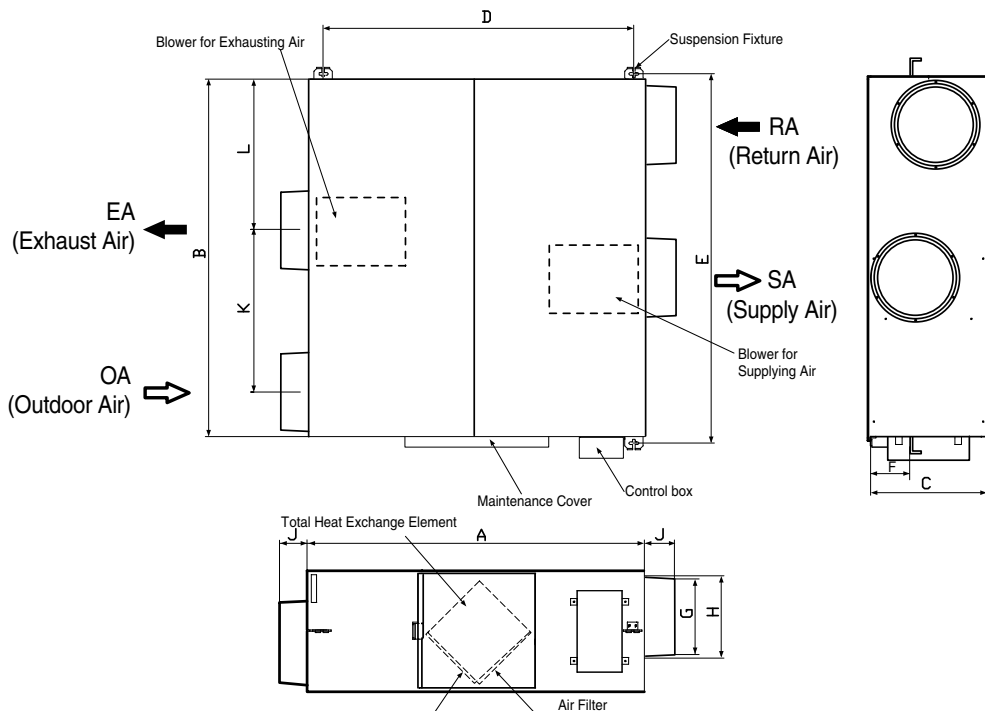 D
Blower for Exhausting Air
Suspension Fixture
L
RA
(Return Air)
EA
(Exhaust Air)
B
E
K
SA
(Supply Air)
Blower for
Supplying Air
OA
(Outdoor Air)
F
C
Control box
Maintenance Cover
Total Heat Exchange Element
J
A
J
G
H
Air Filter